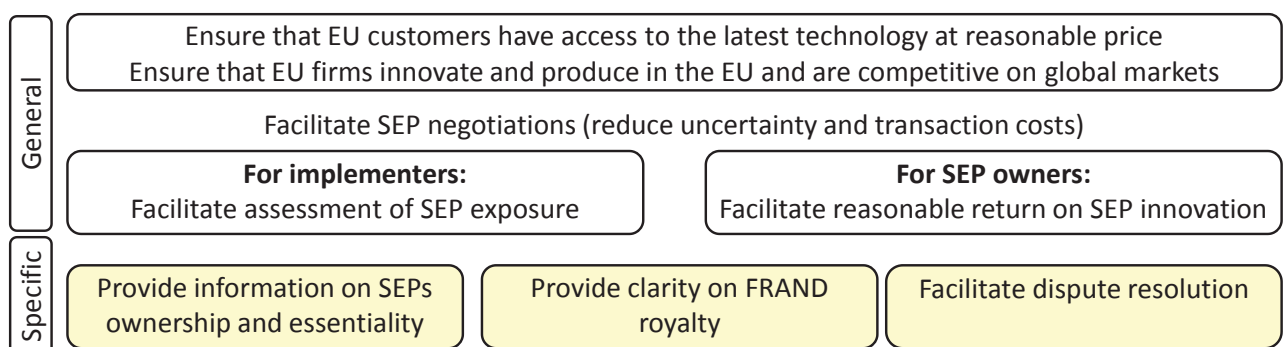 General
Ensure that EU customers have access to the latest technology at reasonable price
Ensure that EU firms innovate and produce in the EU and are competitive on global markets
Facilitate SEP negotiations (reduce uncertainty and transaction costs)
For implementers:
Facilitate assessment of SEP exposure
For SEP owners:
Facilitate reasonable return on SEP innovation
Specific
Provide information on SEPs
ownership and essentiality
Provide clarity on FRAND
royalty
Facilitate dispute resolution